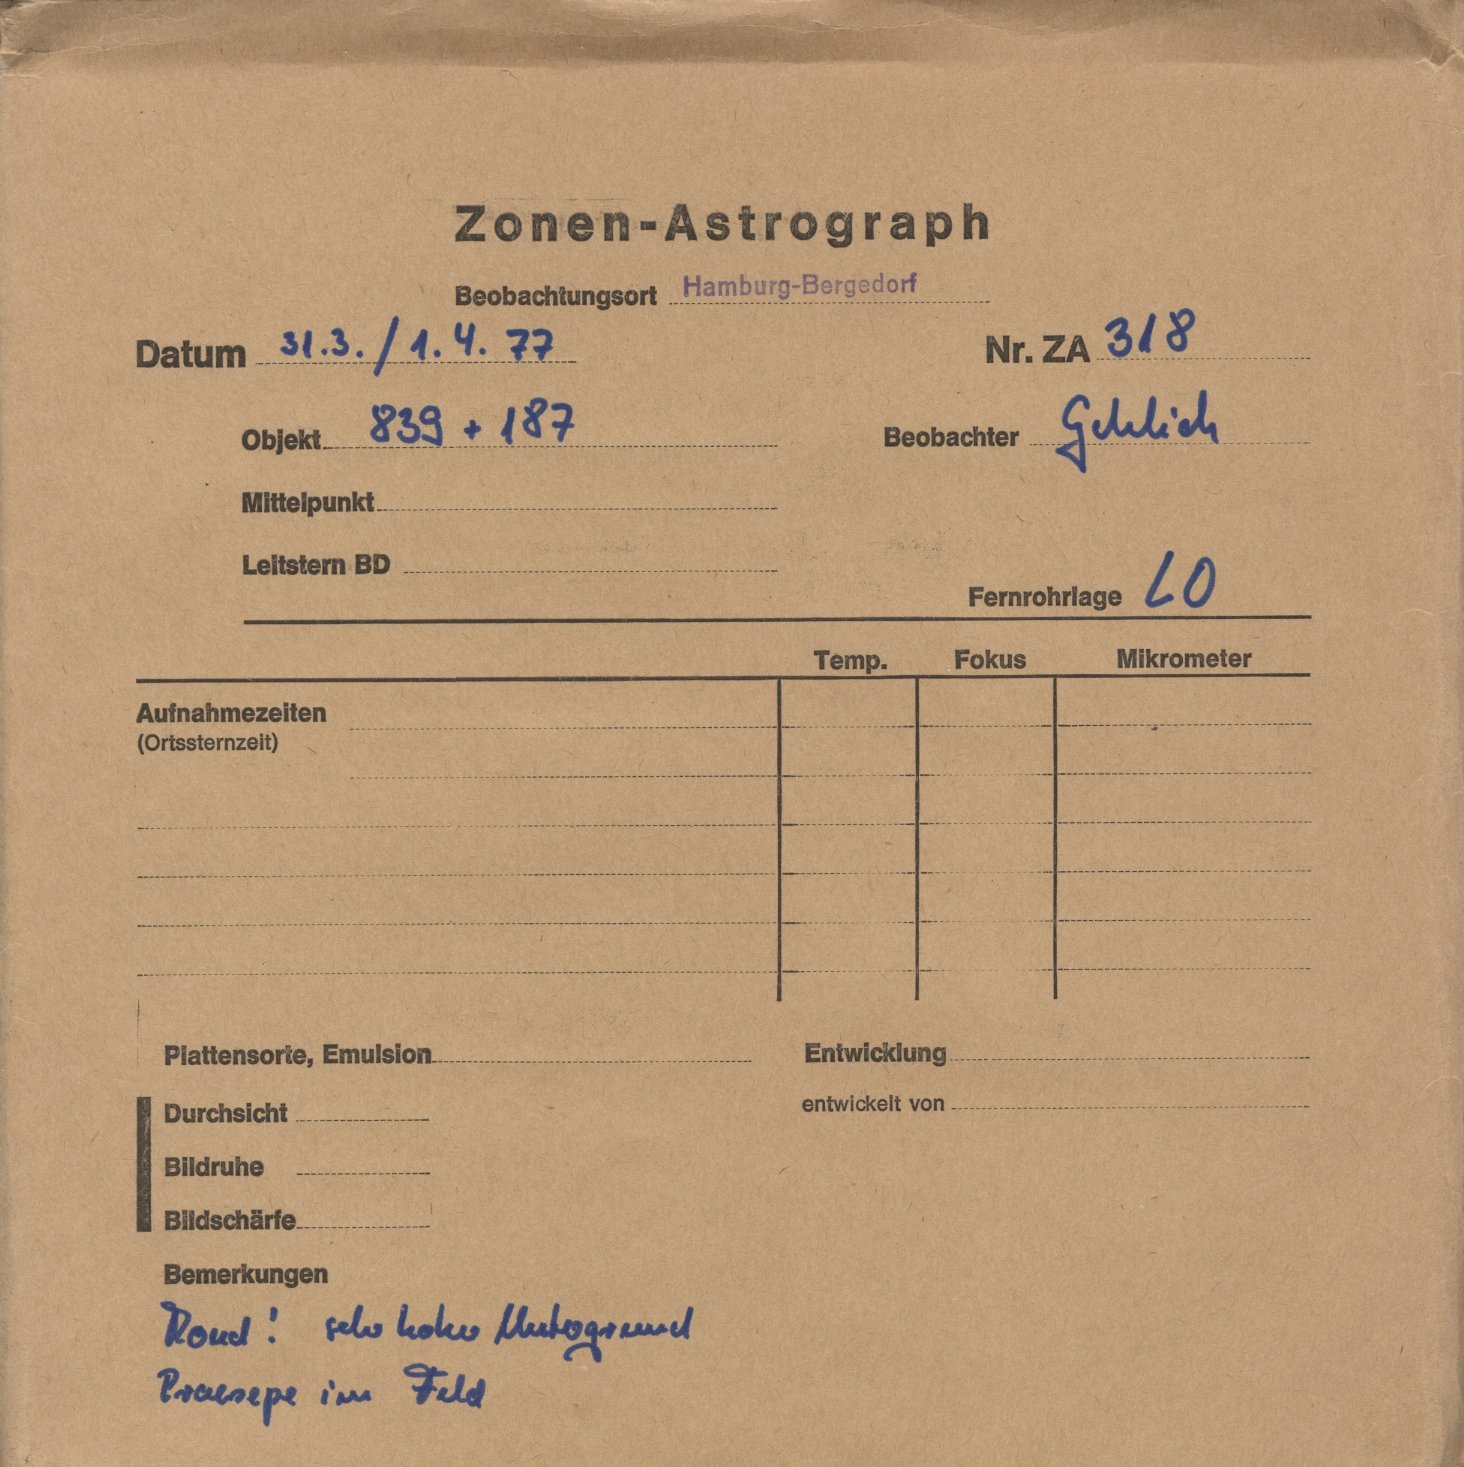 Zonen-Astrograph
Beobachtungsort Hamburg-Bergedorf
Datum 31.3./1.4.77 Nr. ZA 318
Objekt 839 + 187 Beobachter Gehlich
Mittelpunkt
Leitstern BD
Fernrohrlage LO
Temp. Fokus Mikrometer
Aufnahmezeiten
(Ortssternzeit)
Plattensorte, Emulsion Entwicklung
Durchsicht entwickelt von
Bildruhe
Bildschärfe
Bemerkungen
Mond! sehr hoher Untergrund
Praesepe im Feld